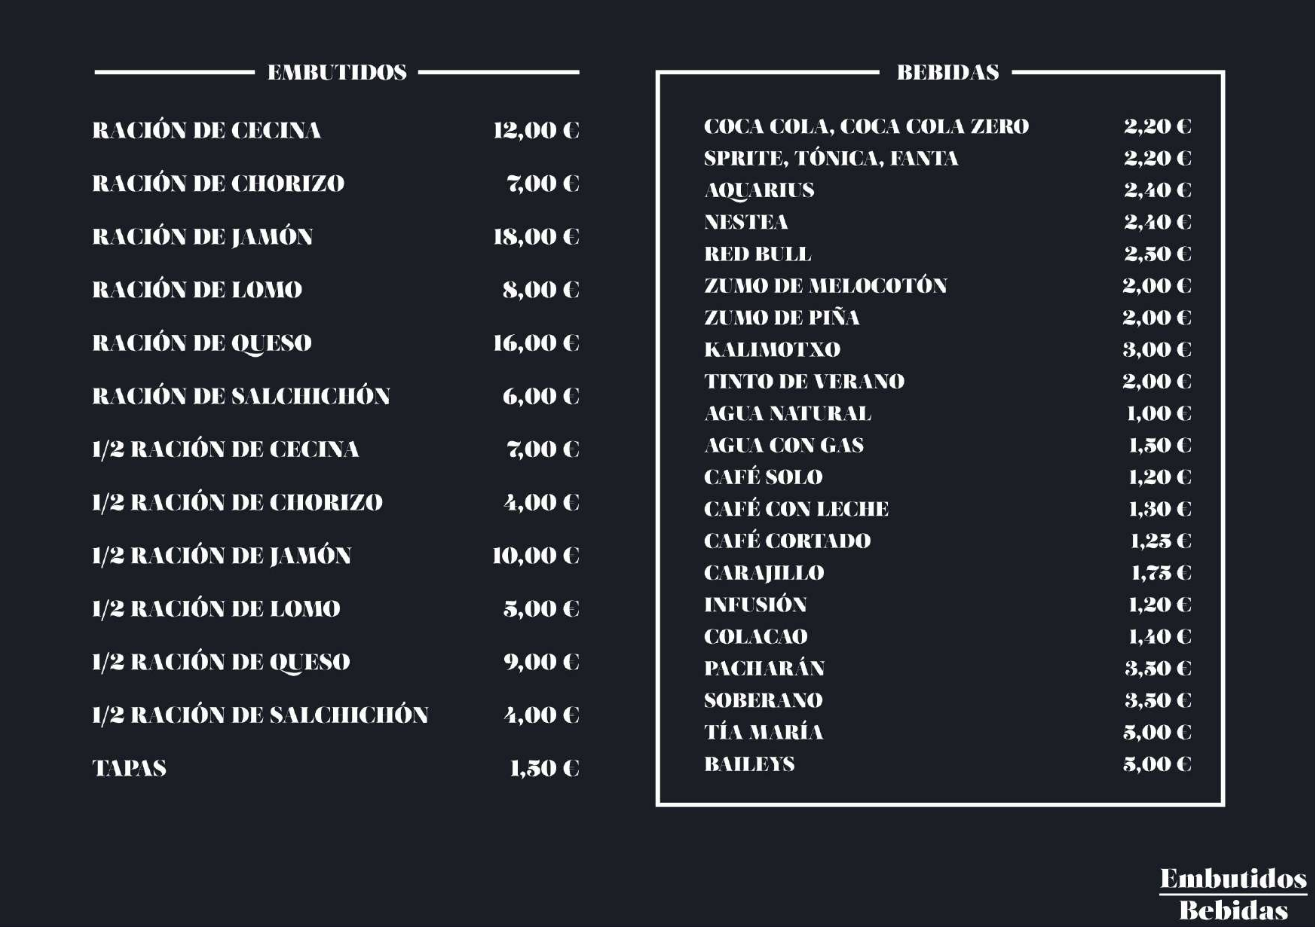 EMBUTIDOS
RACIÓN DE CECINA 12,00 €
RACIÓN DE CHORIZO 7,00 €
RACIÓN DE JAMÓN 18,00 €
RACIÓN DE LOMO 8,00 €
RACIÓN DE QUESO 16,00 €
RACIÓN DE SALCHICHÓN 6,00 €
1/2 RACIÓN DE CECINA 7,00 €
1/2 RACIÓN DE CHORIZO 4,00 €
1/2 RACIÓN DE JAMÓN 10,00 €
1/2 RACIÓN DE LOMO 5,00 €
1/2 RACIÓN DE QUESO 9,00 €
1/2 RACIÓN DE SALCHICHÓN 4,00 €
TAPAS 1,50 €
BEBIDAS
COCA COLA, COCA COLA ZERO 2,20 €
SPRITE, TÓNICA, FANTA 2,20 €
AQUARIUS 2,40 €
NESTEA 2,40 €
RED BULL 2,50 €
ZUMO DE MELOCOTÓN 2,00 €
ZUMO DE PIÑA 2,00 €
KALIMOTXO 3,00 €
TINTO DE VERANO 2,00 €
AGUA NATURAL 1,00 €
AGUA CON GAS 1,50 €
CAFÉ SOLO 1,20 €
CAFÉ CON LECHE 1,30 €
CAFÉ CORTADO 1,25 €
CARAJILLO 1,75 €
INFUSIÓN 1,20 €
COLACAO 1,40 €
PACHARÁN 3,50 €
SOBERANO 3,50 €
TÍA MARÍA 5,00 €
BAILEYS 5,00 €
Embutidos
Bebidas